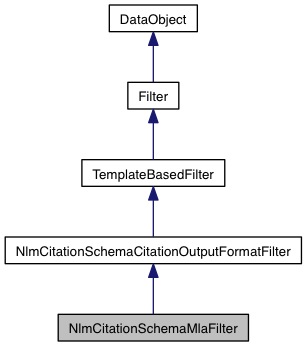 DataObject
Filter
TemplateBasedFilter
NlmCitationSchemaCitationOutputFormatFilter
NlmCitationSchemaMlaFilter